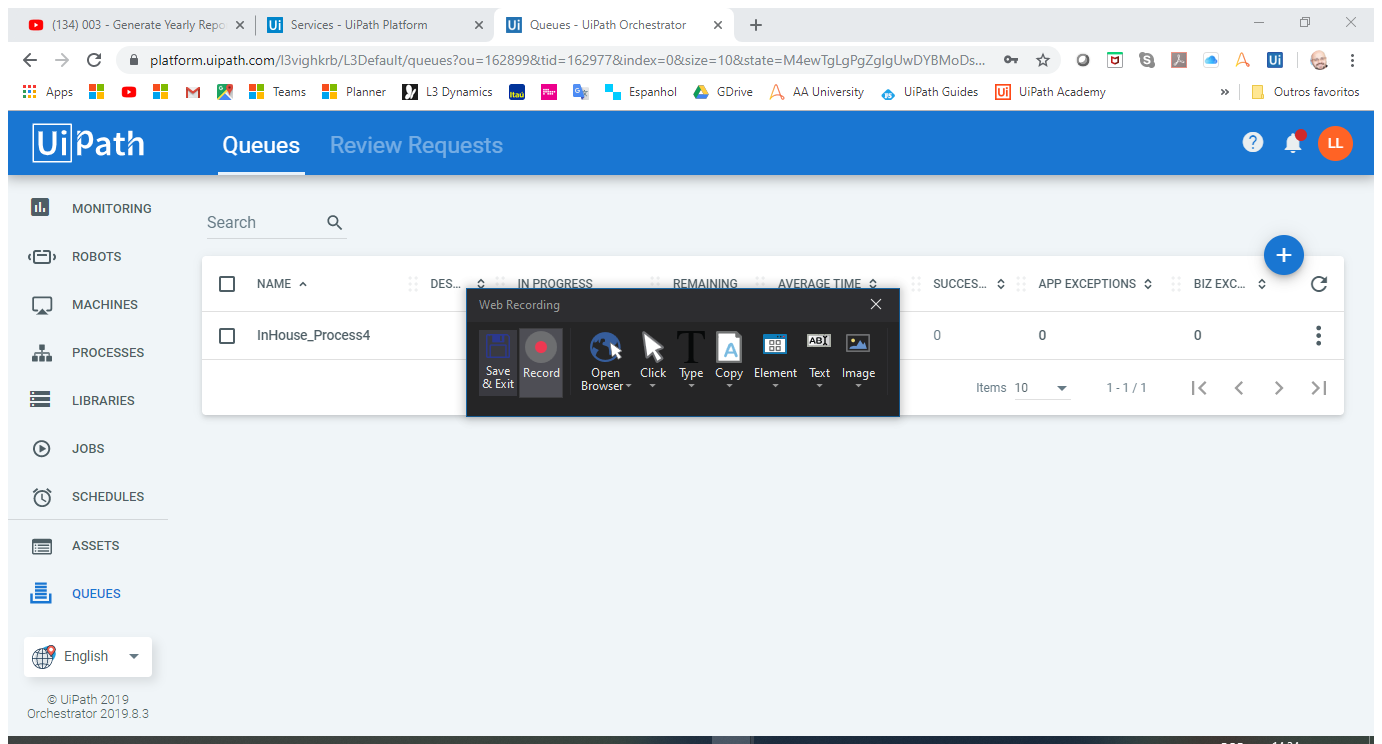 (134) 003 - Generate Yearly Repo
Services - UiPath Platform
Queues - UiPath Orchestrator
platform.uipath.com/l3vighkrb/L3Default/queues?ou=162899&tid=162977&index=0&size=10&state=M4ewTgLgPgZgIgUwDYBMoDs...
Apps
Teams
Planner
L3 Dynamics
Espanhol
GDrive
AA University
UiPath Guides
UiPath Academy
»
Outros favoritos
UiPath
Queues
Review Requests
?
LL
MONITORING
ROBOTS
MACHINES
PROCESSES
LIBRARIES
JOBS
SCHEDULES
ASSETS
QUEUES
English
© UiPath 2019
Orchestrator 2019.8.3
Search
NAME
DES...
IN PROGRESS
REMAINING
AVERAGE TIME
SUCCES...
APP EXCEPTIONS
BIZ EXC...
InHouse_Process4
0
0
0
Items
10
1 - 1 / 1
Web Recording
Save
& Exit
Record
Open
Browser
Click
Type
Copy
Element
Text
Image